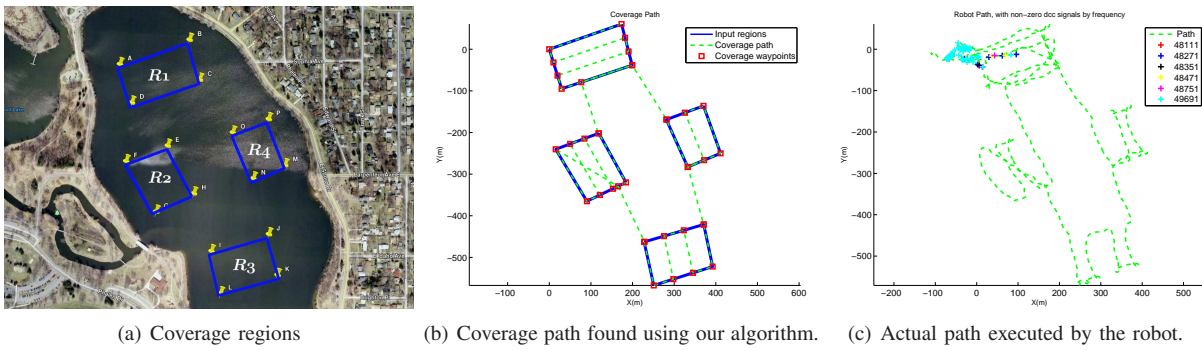 A
B
C
D
E
F
G
H
I
J
K
L
M
N
O
P
R1
R2
R3
R4
Coverage Path
Input regions
Coverage path
Coverage waypoints
Y(m)
0
−100
−200
−300
−400
−500
−100 0 100 200 300 400 500 600
X(m)
Robot Path, with non−zero dcc signals by frequency
Path
48111
48271
48351
48471
48751
49691
Y(m)
100
0
−100
−200
−300
−400
−500
−200 −100 0 100 200 300 400 500
X(m)
(a) Coverage regions
(b) Coverage path found using our algorithm.
(c) Actual path executed by the robot.